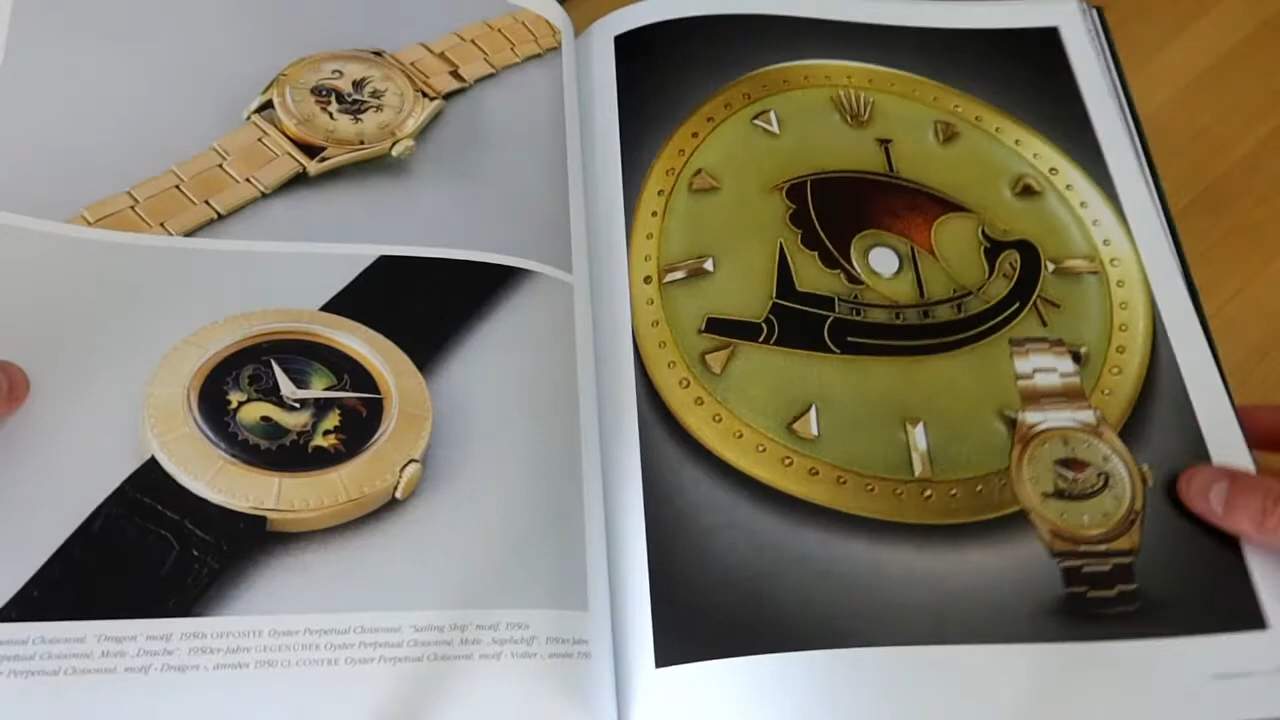 Cloisonné, "Dragon" motif, 1950s OPPOSITE Oyster Perpetual Cloisonné, "Sailing Ship" motif, 1950s
Cloisonné, Motiv „Drache“, 1950er-Jahre GEGENÜBER Oyster Perpetual Cloisonné, Motiv „Segelschiff“, 1950er-Jahre
Perpetual Cloisonné, motif « Dragon », années 1950 CI-CONTRE Oyster Perpetual Cloisonné, motif « Voilier », années 1950